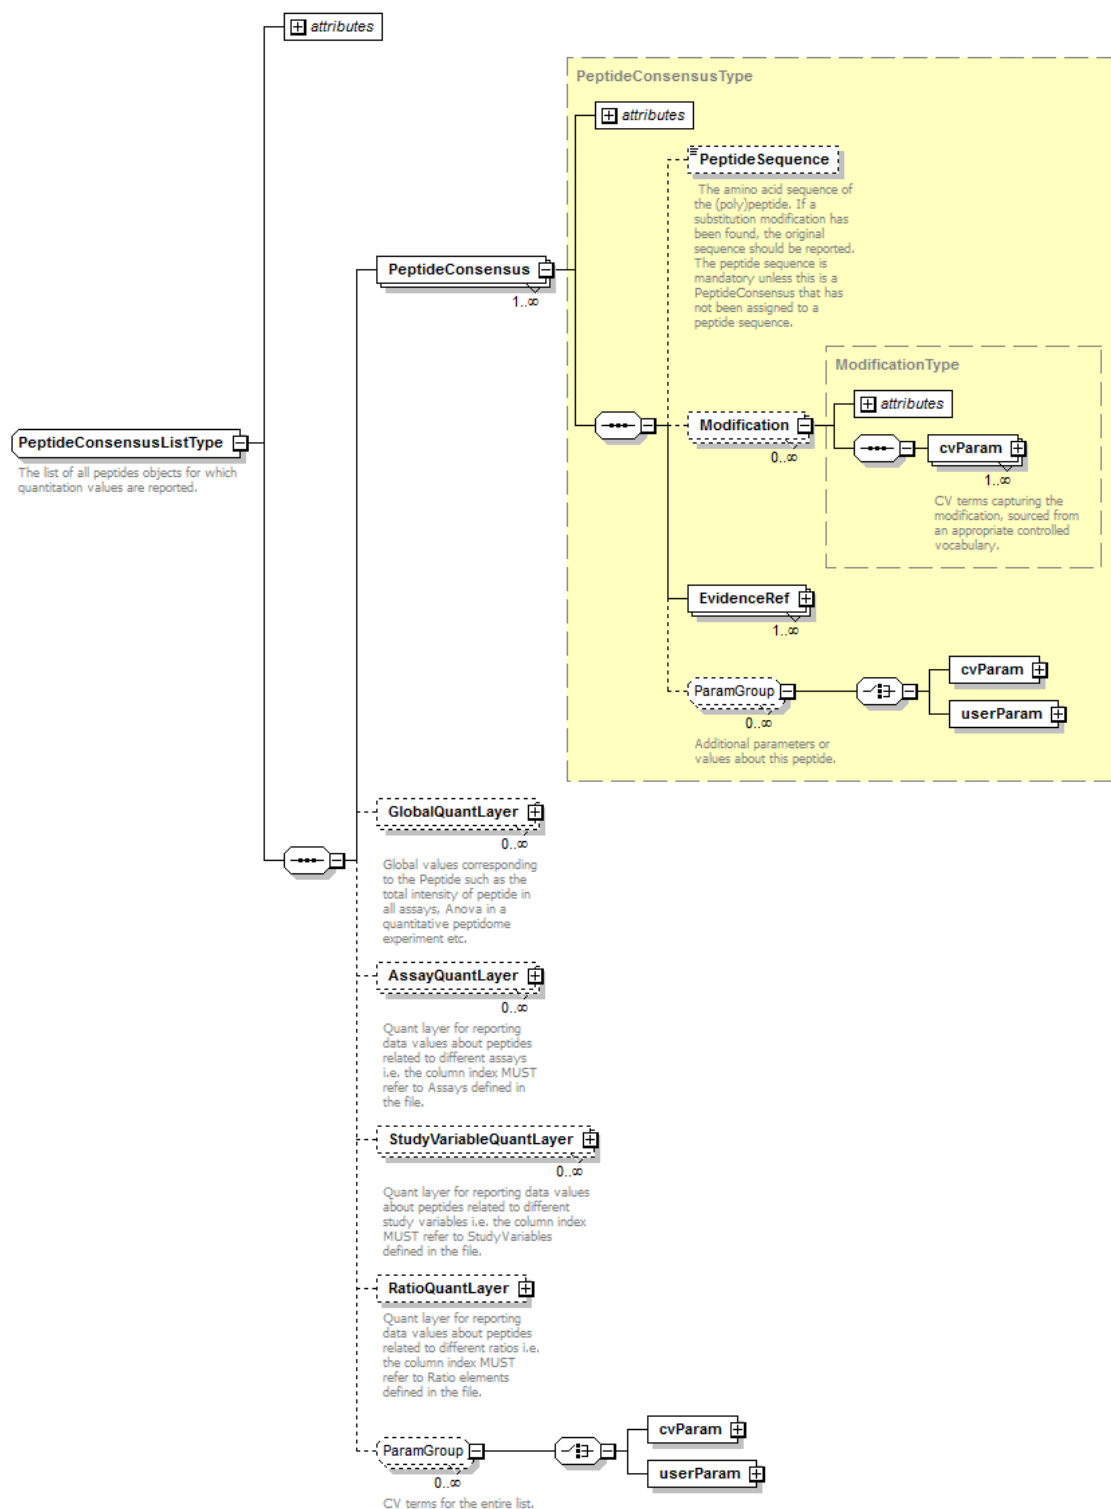 attributes
PeptideConsensusType
attributes
PeptideSequence
The amino acid sequence of
the (poly)peptide. If a
substitution modification has
been found, the original
sequence should be reported.
The peptide sequence is
mandatory unless this is a
PeptideConsensus that has
not been assigned to a
peptide sequence.
PeptideConsensus
1..∞
ModificationType
attributes
Modification
0..∞
cvParam
1..∞
CV terms capturing the
modification, sourced from
an appropriate controlled
vocabulary.
PeptideConsensusListType
The list of all peptides objects for which
quantitation values are reported.
EvidenceRef
1..∞
ParamGroup
0..∞
Additional parameters or
values about this peptide.
cvParam
userParam
GlobalQuantLayer
0..∞
Global values corresponding
to the Peptide such as the
total intensity of peptide in
all assays, Anova in a
quantitative peptidome
experiment etc.
AssayQuantLayer
0..∞
Quant layer for reporting
data values about peptides
related to different assays
i.e. the column index MUST
refer to Assays defined in
the file.
StudyVariableQuantLayer
0..∞
Quant layer for reporting data values
about peptides related to different
study variables i.e. the column index
MUST refer to StudyVariables
defined in the file.
RatioQuantLayer
Quant layer for reporting
data values about peptides
related to different ratios i.e.
the column index MUST
refer to Ratio elements
defined in the file.
ParamGroup
0..∞
CV terms for the entire list.
cvParam
userParam